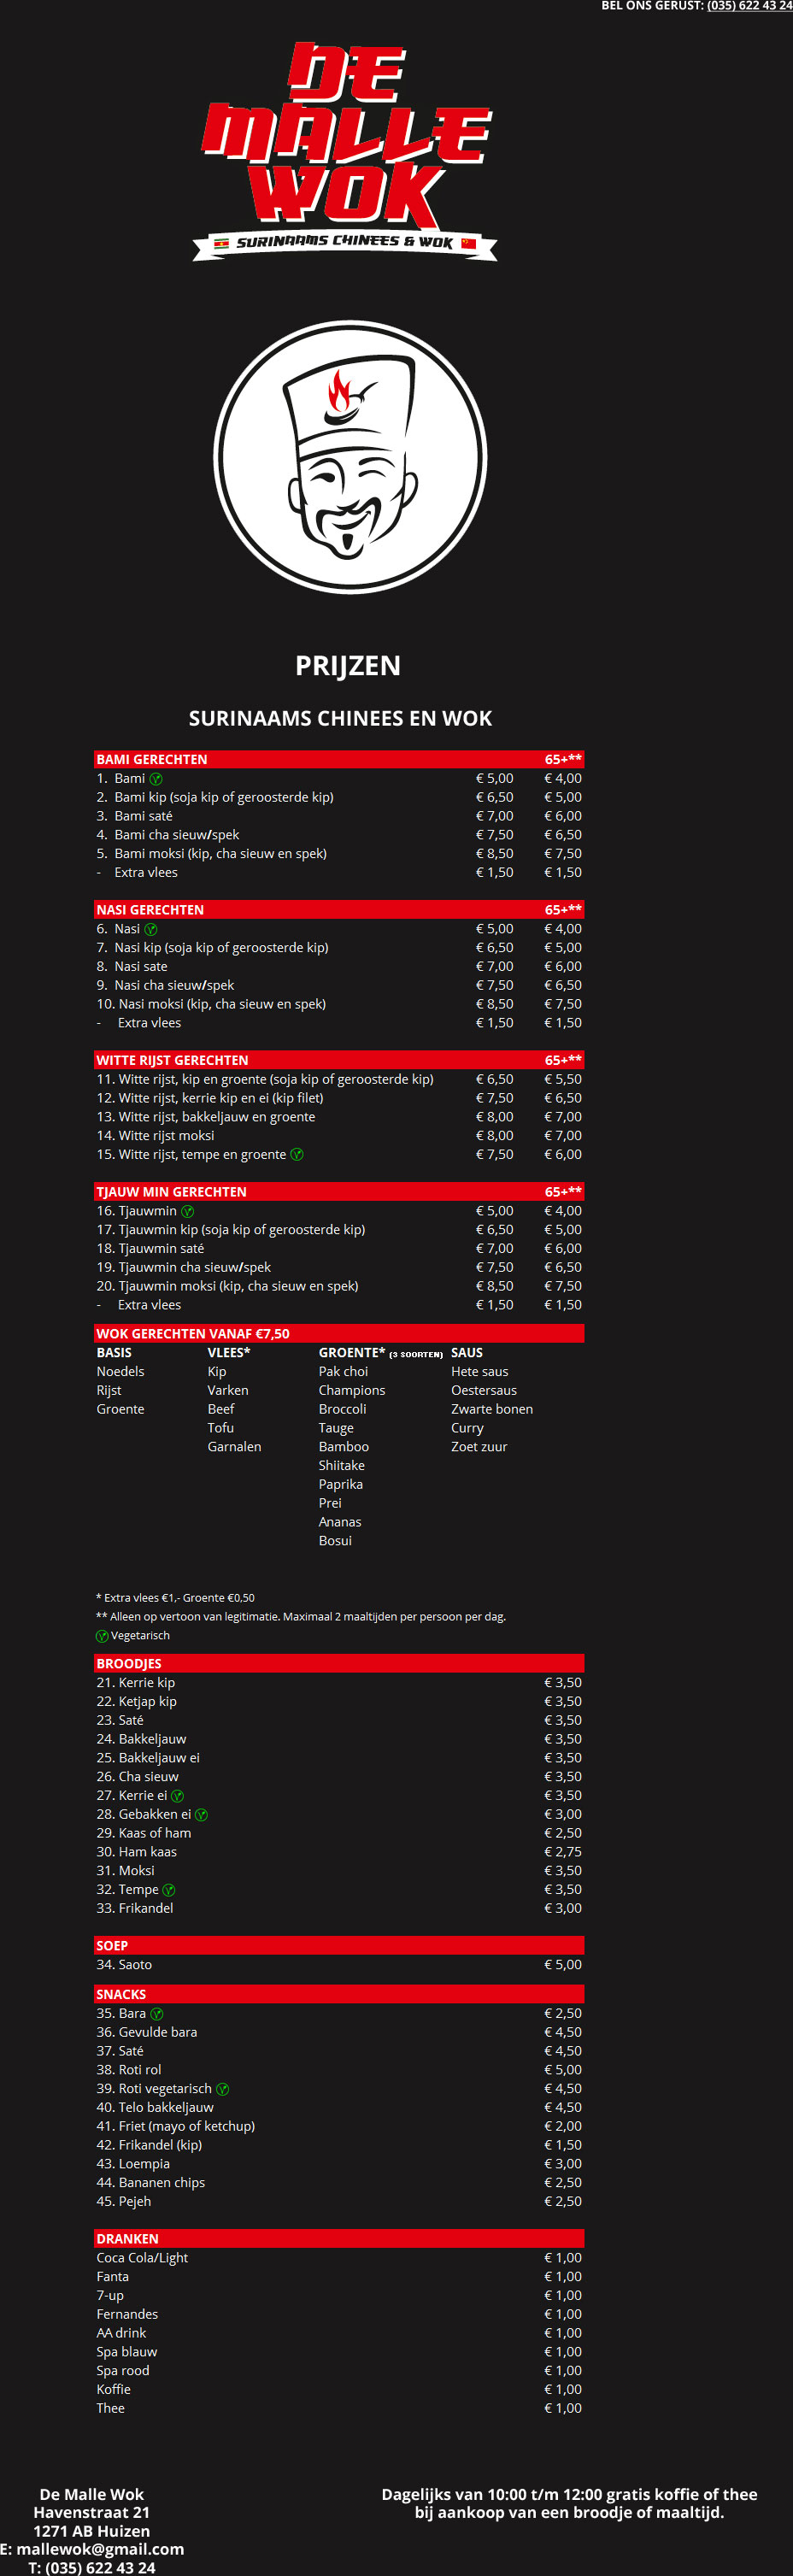 BEL ONS GERUST: (035) 622 43 24
DE
MALLE
WOK
SURINAAMS CHINEES & WOK
PRIJZEN
SURINAAMS CHINEES EN WOK
BAMI GERECHTEN 65+**
1. Bami € 5,00 € 4,00
2. Bami kip (soja kip of geroosterde kip) € 6,50 € 5,00
3. Bami saté € 7,00 € 6,00
4. Bami cha sieuw/spek € 7,50 € 6,50
5. Bami moksi (kip, cha sieuw en spek) € 8,50 € 7,50
- Extra vlees € 1,50 € 1,50
NASI GERECHTEN 65+**
6. Nasi € 5,00 € 4,00
7. Nasi kip (soja kip of geroosterde kip) € 6,50 € 5,00
8. Nasi sate € 7,00 € 6,00
9. Nasi cha sieuw/spek € 7,50 € 6,50
10. Nasi moksi (kip, cha sieuw en spek) € 8,50 € 7,50
- Extra vlees € 1,50 € 1,50
WITTE RIJST GERECHTEN 65+**
11. Witte rijst, kip en groente (soja kip of geroosterde kip) € 6,50 € 5,50
12. Witte rijst, kerrie kip en ei (kip filet) € 7,50 € 6,50
13. Witte rijst, bakkeljauw en groente € 8,00 € 7,00
14. Witte rijst moksi € 8,00 € 7,00
15. Witte rijst, tempe en groente € 7,50 € 6,00
TJAUW MIN GERECHTEN 65+**
16. Tjauwmin € 5,00 € 4,00
17. Tjauwmin kip (soja kip of geroosterde kip) € 6,50 € 5,00
18. Tjauwmin saté € 7,00 € 6,00
19. Tjauwmin cha sieuw/spek € 7,50 € 6,50
20. Tjauwmin moksi (kip, cha sieuw en spek) € 8,50 € 7,50
- Extra vlees € 1,50 € 1,50
WOK GERECHTEN VANAF €7,50
BASIS VLEES* GROENTE* (3 SOORTEN) SAUS
Noedels Kip Pak choi Hete saus
Rijst Varken Champions Oestersaus
Groente Beef Broccoli Zwarte bonen
Tofu Tauge Curry
Garnalen Bamboo Zoet zuur
Shiitake
Paprika
Prei
Ananas
Bosui
* Extra vlees €1,- Groente €0,50
** Alleen op vertoon van legitimatie. Maximaal 2 maaltijden per persoon per dag.
Vegetarisch
BROODJES
21. Kerrie kip € 3,50
22. Ketjap kip € 3,50
23. Saté € 3,50
24. Bakkeljauw € 3,50
25. Bakkeljauw ei € 3,50
26. Cha sieuw € 3,50
27. Kerrie ei € 3,50
28. Gebakken ei € 3,00
29. Kaas of ham € 2,50
30. Ham kaas € 2,75
31. Moksi € 3,50
32. Tempe € 3,50
33. Frikandel € 3,00
SOEP
34. Saoto € 5,00
SNACKS
35. Bara € 2,50
36. Gevulde bara € 4,50
37. Saté € 4,50
38. Roti rol € 5,00
39. Roti vegetarisch € 4,50
40. Telo bakkeljauw € 4,50
41. Friet (mayo of ketchup) € 2,00
42. Frikandel (kip) € 1,50
43. Loempia € 3,00
44. Bananen chips € 2,50
45. Pejeh € 2,50
DRANKEN
Coca Cola/Light € 1,00
Fanta € 1,00
7-up € 1,00
Fernandes € 1,00
AA drink € 1,00
Spa blauw € 1,00
Spa rood € 1,00
Koffie € 1,00
Thee € 1,00
De Malle Wok
Havenstraat 21
1271 AB Huizen
E: mallewok@gmail.com
T: (035) 622 43 24
Dagelijks van 10:00 t/m 12:00 gratis koffie of thee
bij aankoop van een broodje of maaltijd.